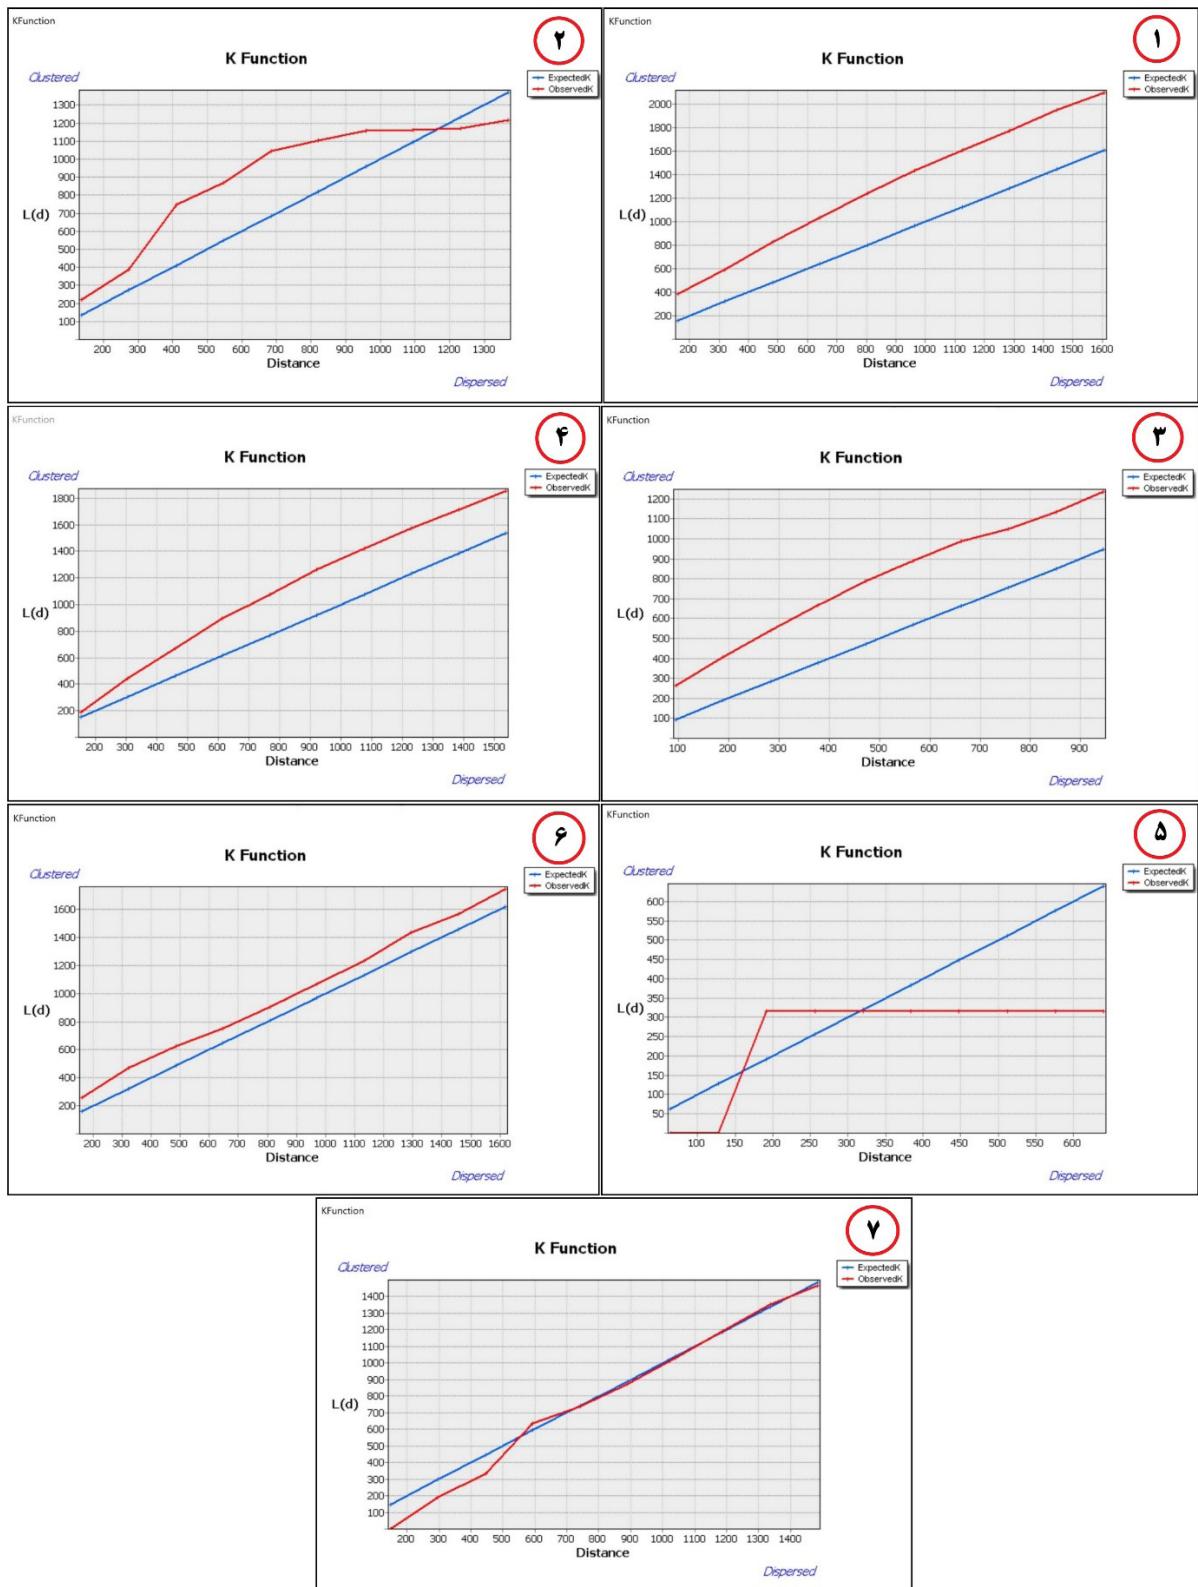 KFunction
۱
K Function
Clustered
ExpectedK
ObservedK
2000
1800
1600
1400
1200
1000
800
600
400
200
L(d)
200 300 400 500 600 700 800 900 1000 1100 1200 1300 1400 1500 1600
Distance
Dispersed
KFunction
۲
K Function
Clustered
ExpectedK
ObservedK
1300
1200
1100
1000
900
800
700
600
500
400
300
200
100
L(d)
200 300 400 500 600 700 800 900 1000 1100 1200 1300
Distance
Dispersed
KFunction
۳
K Function
Clustered
ExpectedK
ObservedK
1200
1100
1000
900
800
700
600
500
400
300
200
100
L(d)
100 200 300 400 500 600 700 800 900
Distance
Dispersed
KFunction
۴
K Function
Clustered
ExpectedK
ObservedK
1800
1600
1400
1200
1000
800
600
400
200
L(d)
200 300 400 500 600 700 800 900 1000 1100 1200 1300 1400 1500
Distance
Dispersed
KFunction
۵
K Function
Clustered
ExpectedK
ObservedK
600
550
500
450
400
350
300
250
200
150
100
50
L(d)
100 150 200 250 300 350 400 450 500 550 600
Distance
Dispersed
KFunction
۶
K Function
Clustered
ExpectedK
ObservedK
1600
1400
1200
1000
800
600
400
200
L(d)
200 300 400 500 600 700 800 900 1000 1100 1200 1300 1400 1500 1600
Distance
Dispersed
KFunction
۷
K Function
Clustered
ExpectedK
ObservedK
1400
1300
1200
1100
1000
900
800
700
600
500
400
300
200
100
L(d)
200 300 400 500 600 700 800 900 1000 1100 1200 1300 1400
Distance
Dispersed